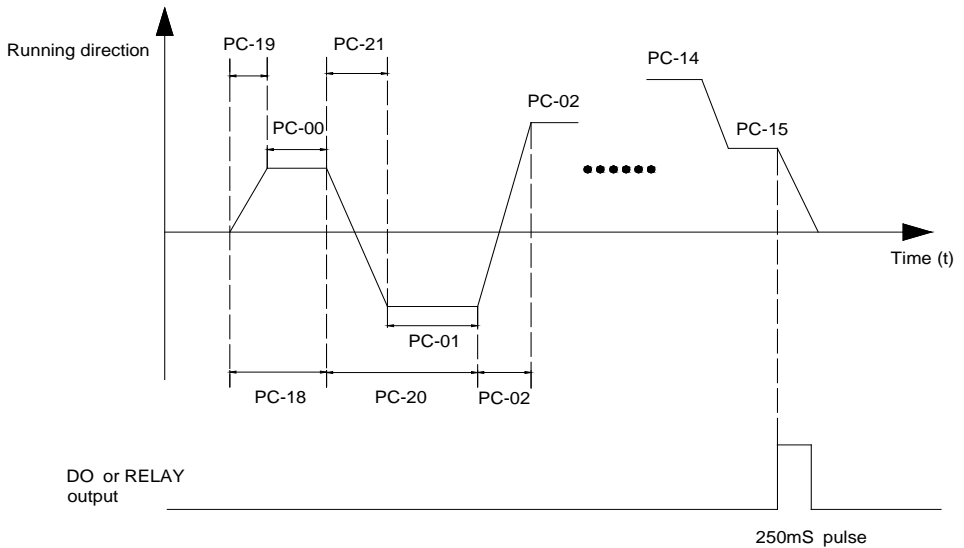 Running direction
PC-19
PC-21
PC-14
PC-02
PC-00
PC-15
Time (t)
PC-01
PC-18
PC-20
PC-02
DO or RELAY
output
250mS pulse